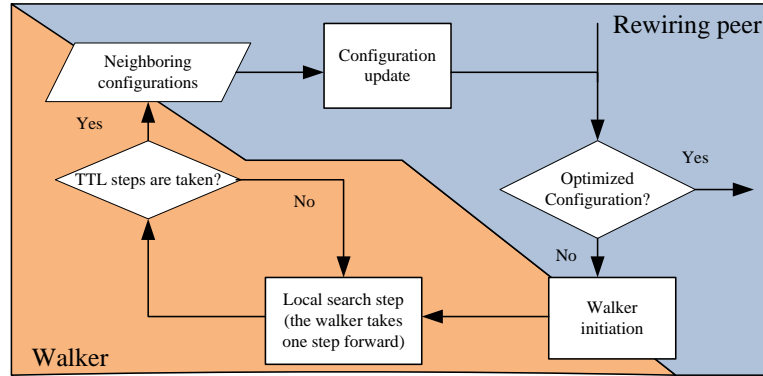 Rewiring peer
Neighboring
configurations
Configuration
update
Yes
TTL steps are taken?
No
Yes
Optimized
Configuration?
No
Local search step
(the walker takes
one step forward)
Walker
initiation
Walker